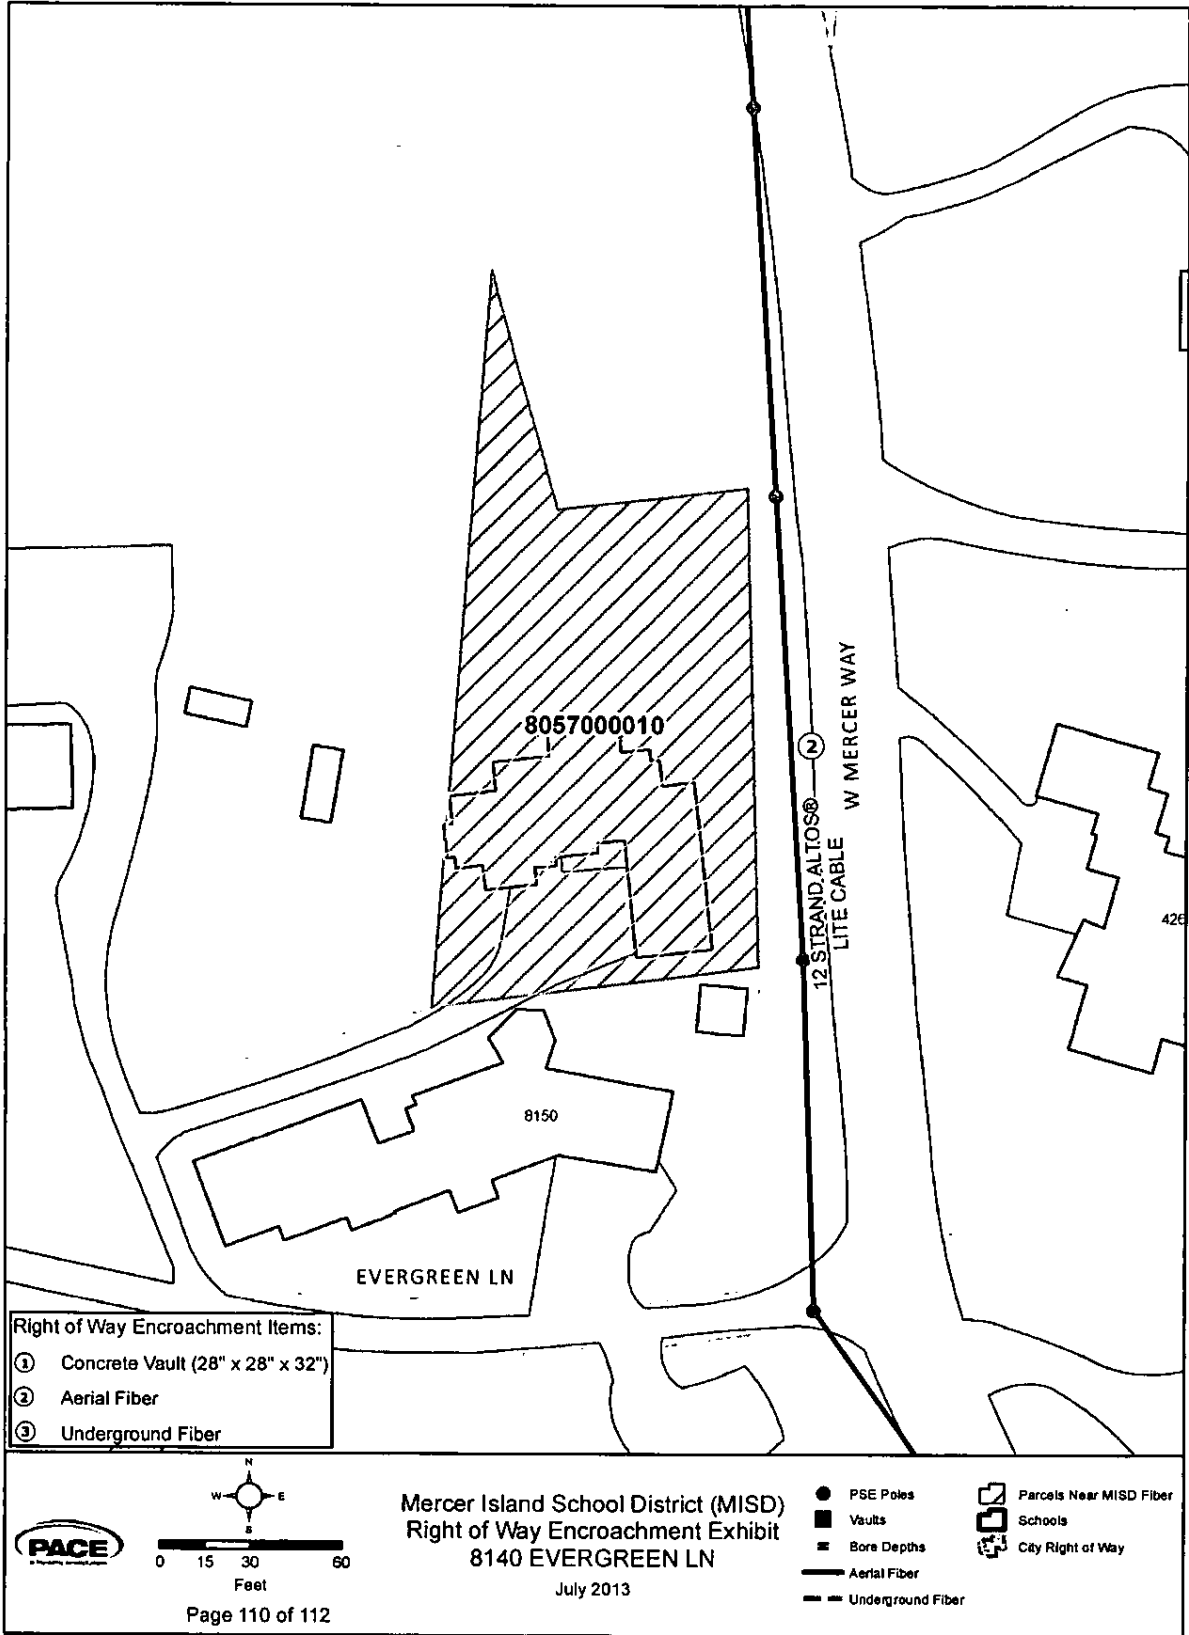 8057000010
②
W MERCER WAY
12 STRAND ALTOS®
LITE CABLE
426
8150
EVERGREEN LN
Right of Way Encroachment Items:
① Concrete Vault (28" x 28" x 32")
② Aerial Fiber
③ Underground Fiber
N
W E
S
PACE
0 15 30 60
Feet
Page 110 of 112
Mercer Island School District (MISD)
Right of Way Encroachment Exhibit
8140 EVERGREEN LN
July 2013
PSE Poles
Vaults
Bore Depths
Aerial Fiber
Underground Fiber
Parcels Near MISD Fiber
Schools
City Right of Way